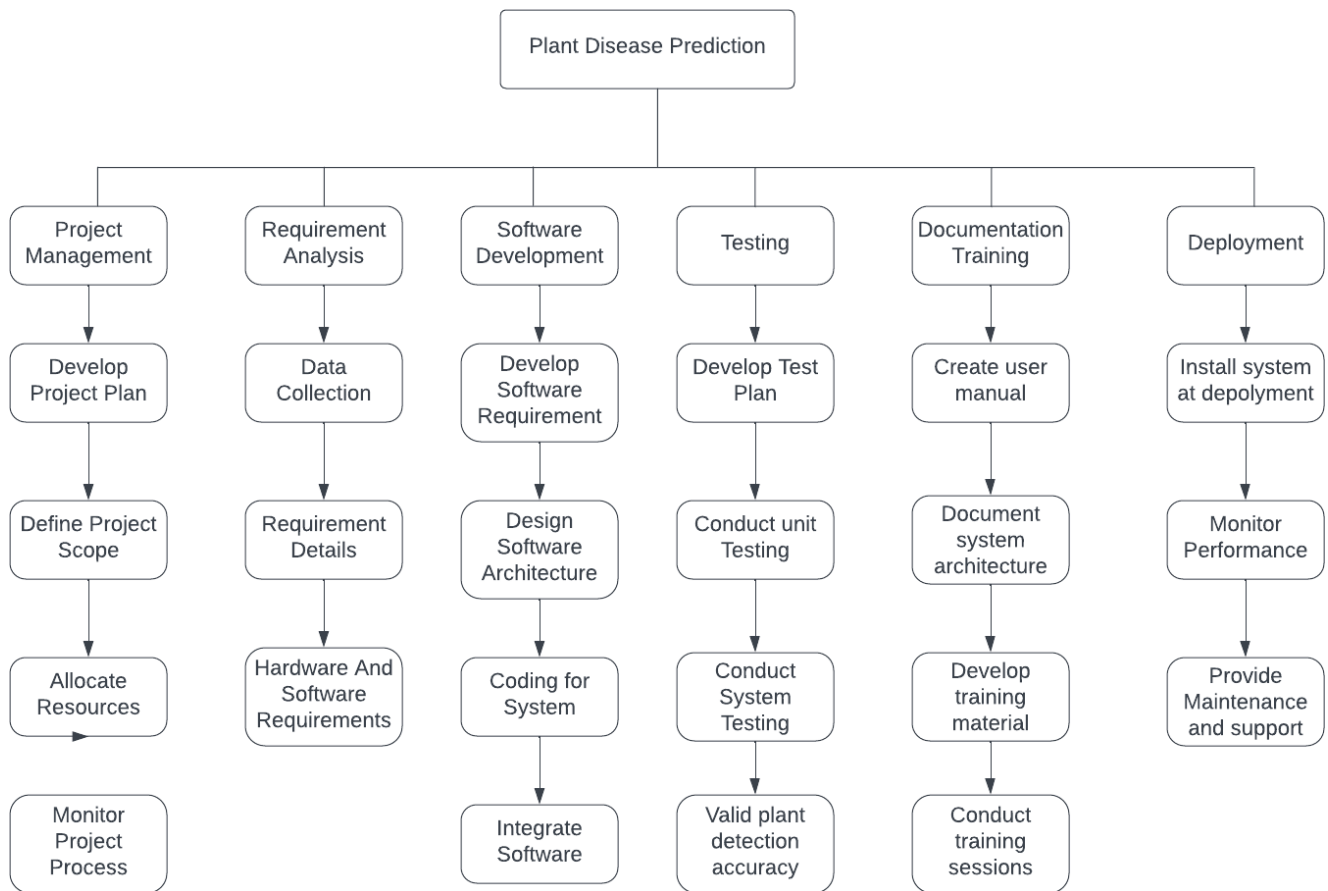 Plant Disease Prediction
Project
Management
Requirement
Analysis
Software
Development
Testing
Documentation
Training
Deployment
Develop
Project Plan
Data
Collection
Develop
Software
Requirement
Develop Test
Plan
Create user
manual
Install system
at depolyment
Define Project
Scope
Requirement
Details
Design
Software
Architecture
Conduct unit
Testing
Document
system
architecture
Monitor
Performance
Allocate
Resources
Hardware And
Software
Requirements
Coding for
System
Conduct
System
Testing
Develop
training
material
Provide
Maintenance
and support
Monitor
Project
Process
Integrate
Software
Valid plant
detection
accuracy
Conduct
training
sessions